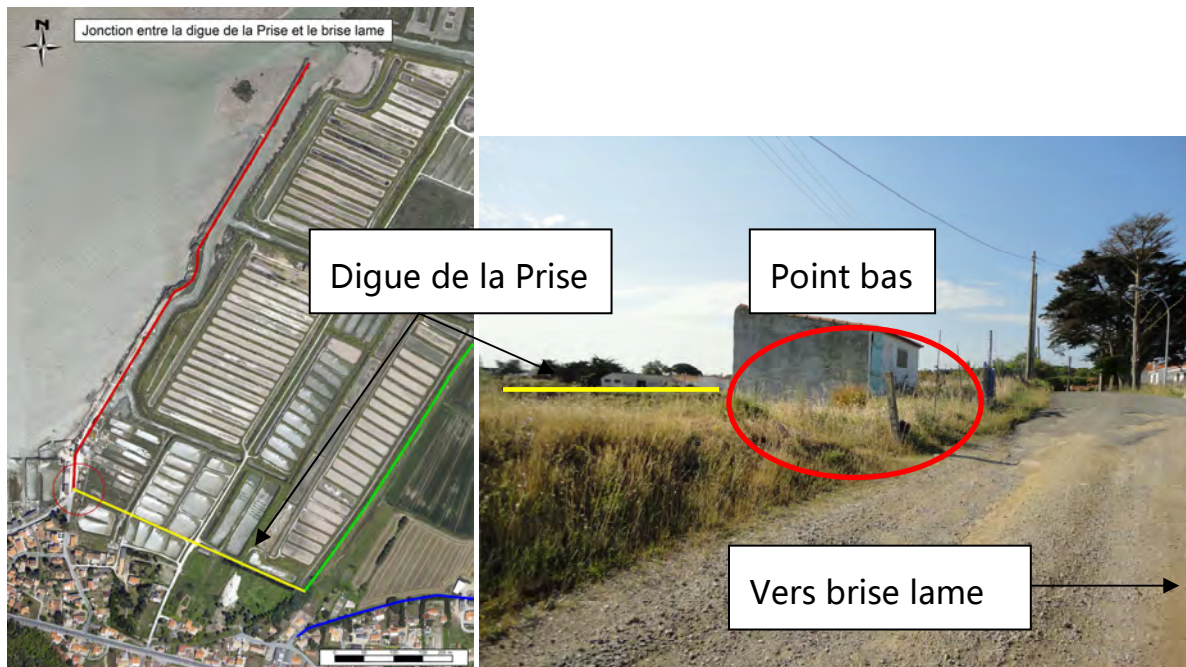 N
Jonction entre la digue de la Prise et le brise lame
Digue de la Prise
Point bas
Vers brise lame